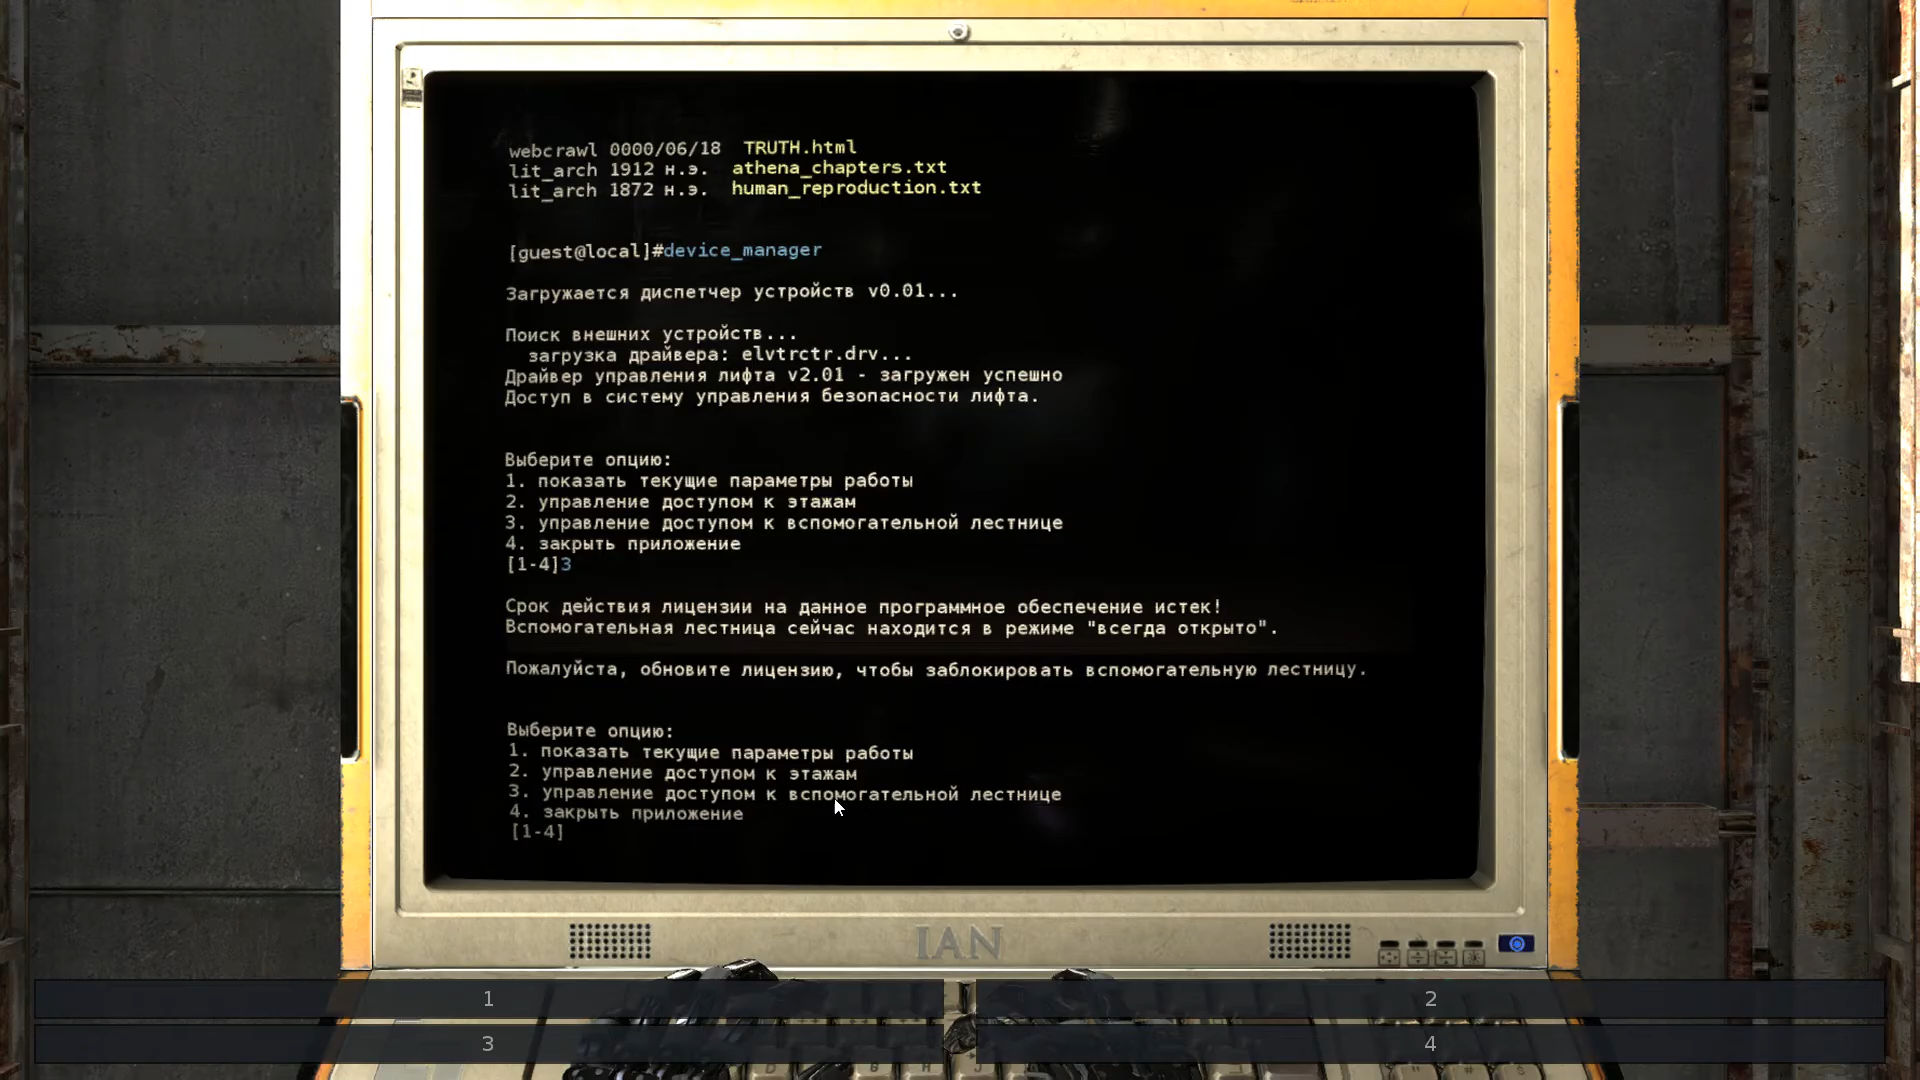 webcrawl 0000/06/18 TRUTH.html
lit_arch 1912 н.э. athena_chapters.txt
lit_arch 1872 н.э. human_reproduction.txt
[guest@local]#device_manager
Загружается диспетчер устройств v0.01...
Поиск внешних устройств...
загрузка драйвера: elvtrctr.drv...
Драйвер управления лифта v2.01 - загружен успешно
Доступ в систему управления безопасности лифта.
Выберите опцию:
1. показать текущие параметры работы
2. управление доступом к этажам
3. управление доступом к вспомогательной лестнице
4. закрыть приложение
[1-4]3
Срок действия лицензии на данное программное обеспечение истек!
Вспомогательная лестница сейчас находится в режиме "всегда открыто".
Пожалуйста, обновите лицензию, чтобы заблокировать вспомогательную лестницу.
Выберите опцию:
1. показать текущие параметры работы
2. управление доступом к этажам
3. управление доступом к вспомогательной лестнице
4. закрыть приложение
[1-4]
IAN
1 2
3 4